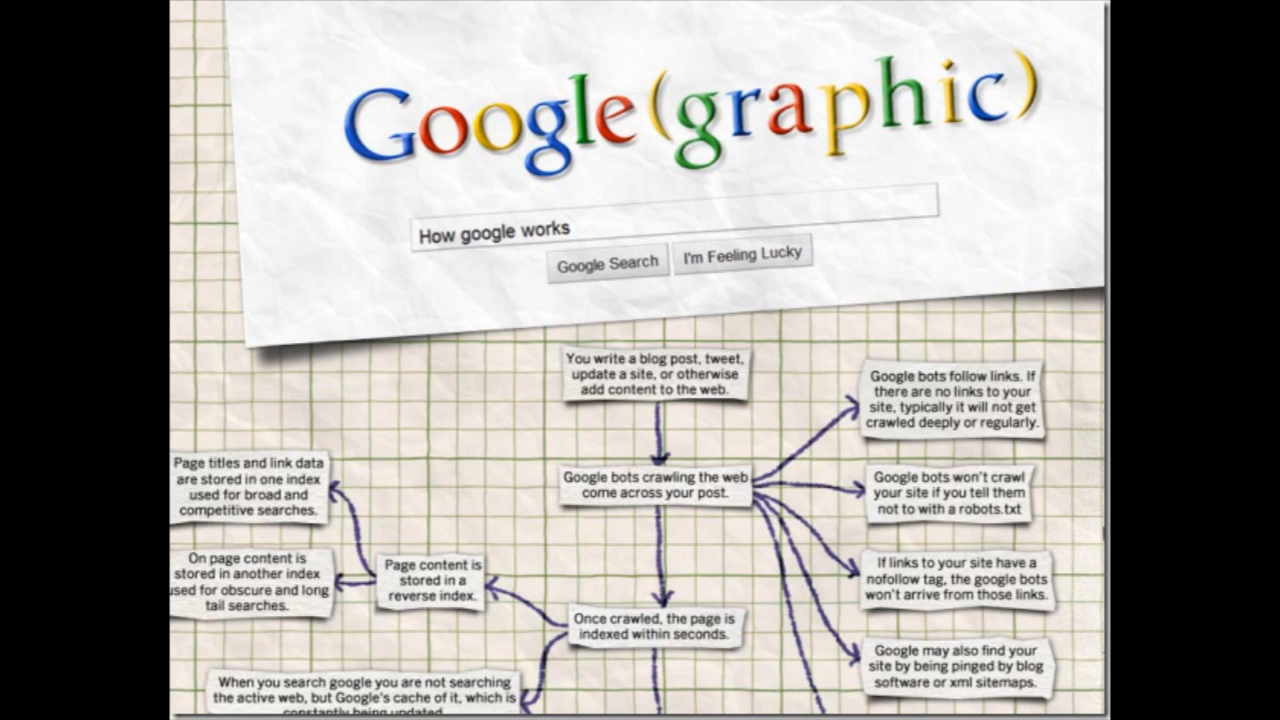 Google(graphic)
How google works
Google Search
I'm Feeling Lucky
You write a blog post, tweet,
update a site, or otherwise
add content to the web.
Google bots crawling the web
come across your post.
Google bots follow links. If
there are no links to your
site, typically it will not get
crawled deeply or regularly.
Google bots won't crawl
your site if you tell them
not to with a robots.txt
If links to your site have a
nofollow tag, the google bots
won't arrive from those links.
Google may also find your
site by being pinged by blog
software or xml sitemaps.
Once crawled, the page is
indexed within seconds.
Page content is
stored in a
reverse index.
Page titles and link data
are stored in one index
used for broad and
competitive searches.
On page content is
stored in another index
used for obscure and long
tail searches.
When you search google you are not searching
the active web, but Google's cache of it, which is
constantly being updated